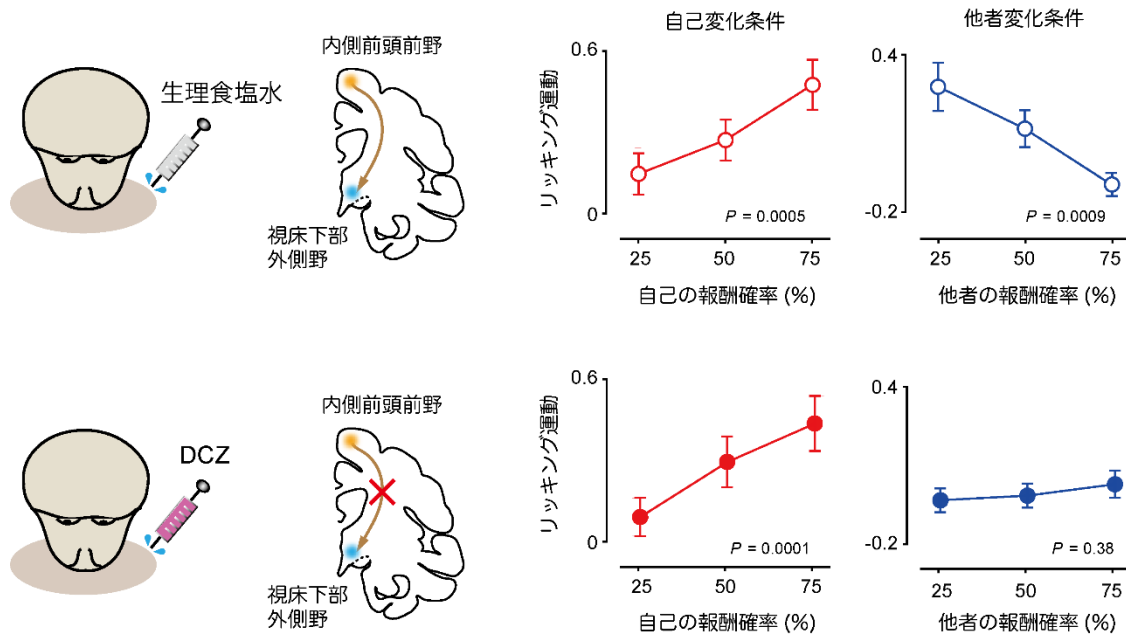 自己変化条件
他者変化条件
内側前頭前野
生理食塩水
視床下部
外側野
リッキング運動
0.6
0
P = 0.0005
25
50
75
自己の報酬確率 (%)
0.4
-0.2
P = 0.0009
25
50
75
他者の報酬確率 (%)
内側前頭前野
DCZ
視床下部
外側野
リッキング運動
0.6
0
P = 0.0001
25
50
75
自己の報酬確率 (%)
0.4
-0.2
P = 0.38
25
50
75
他者の報酬確率 (%)